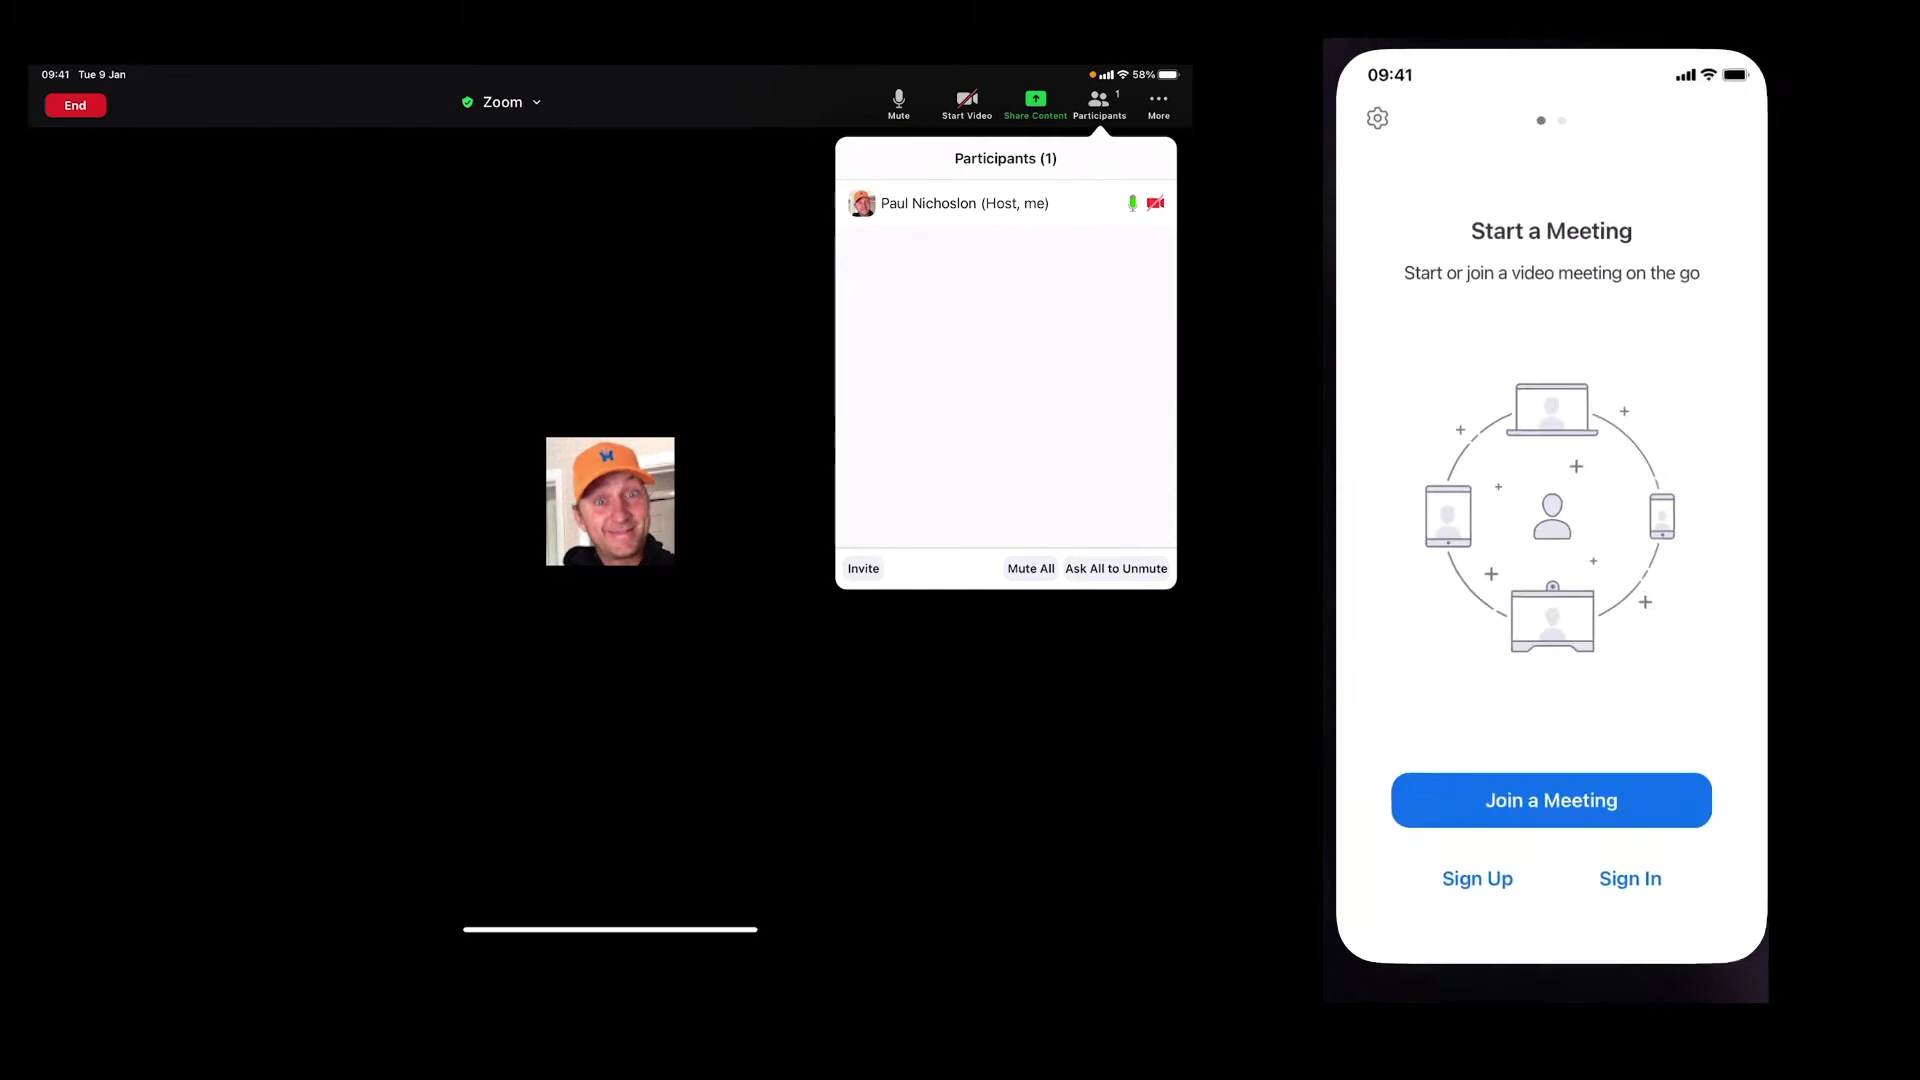 09:41 Tue 9 Jan
58%
End
Zoom
Mute
Start Video
Share Content
Participants
1
More
Participants (1)
Paul Nichoslon (Host, me)
Invite
Mute All
Ask All to Unmute
09:41
Start a Meeting
Start or join a video meeting on the go
Join a Meeting
Sign Up
Sign In